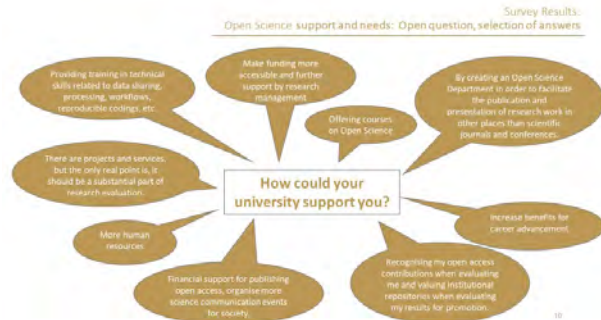 Survey Results:
Open Science support and needs: Open question, selection of answers
Providing training in technical
skills related to data sharing,
processing, workflows,
reproducible codings, etc.
Make funding more
accessible and further
support by research
management
Offering courses
on Open Science
By creating an Open Science
Department in order to facilitate
the publication and
presentation of research work in
other places than scientific
journals and conferences.
There are projects and services,
but the only real point is, it
should be a substantial part of
research evaluation.
How could your
university support you?
More human
resources
Increase benefits for
career advancement
Financial support for publishing
open access, organise more
science communication events
for society.
Recognising my open access
contributions when evaluating
me and valuing institutional
repositories when evaluating
my results for promotion.